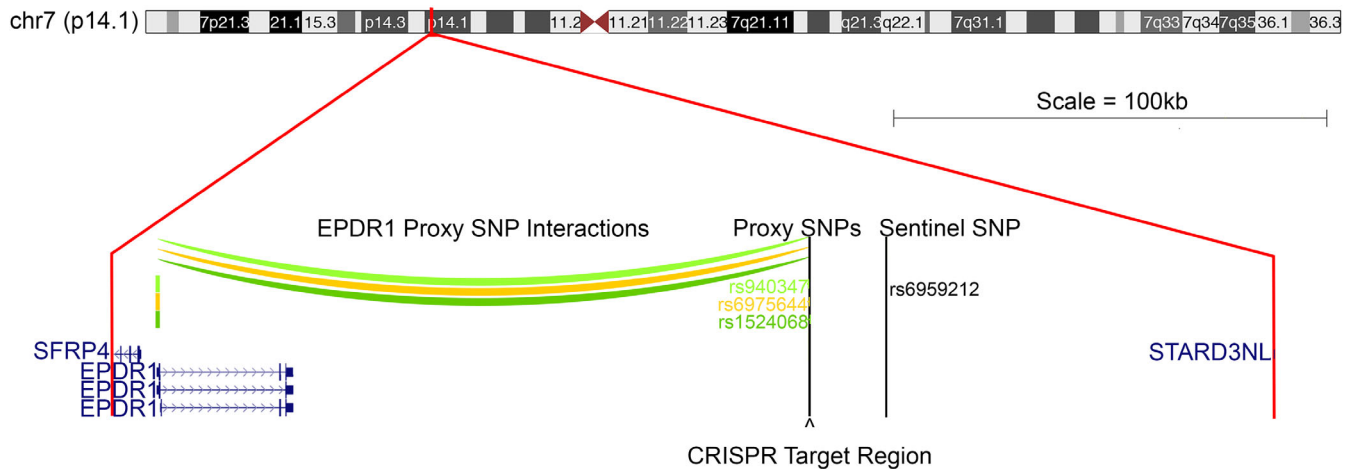 chr7 (p14.1) 7p21.3 21.1 15.3 p14.3 p14.1 11.2 11.21 11.22 11.23 7q21.11 q21.3 q22.1 7q31.1 7q33 7q34 7q35 36.1 36.3
Scale = 100kb
EPDR1 Proxy SNP Interactions
Proxy SNPs
Sentinel SNP
rs940347
rs6959212
rs6975644
rs1524068
SFRP4
STARD3NL
EPDR1
EPDR1
EPDR1
^
CRISPR Target Region